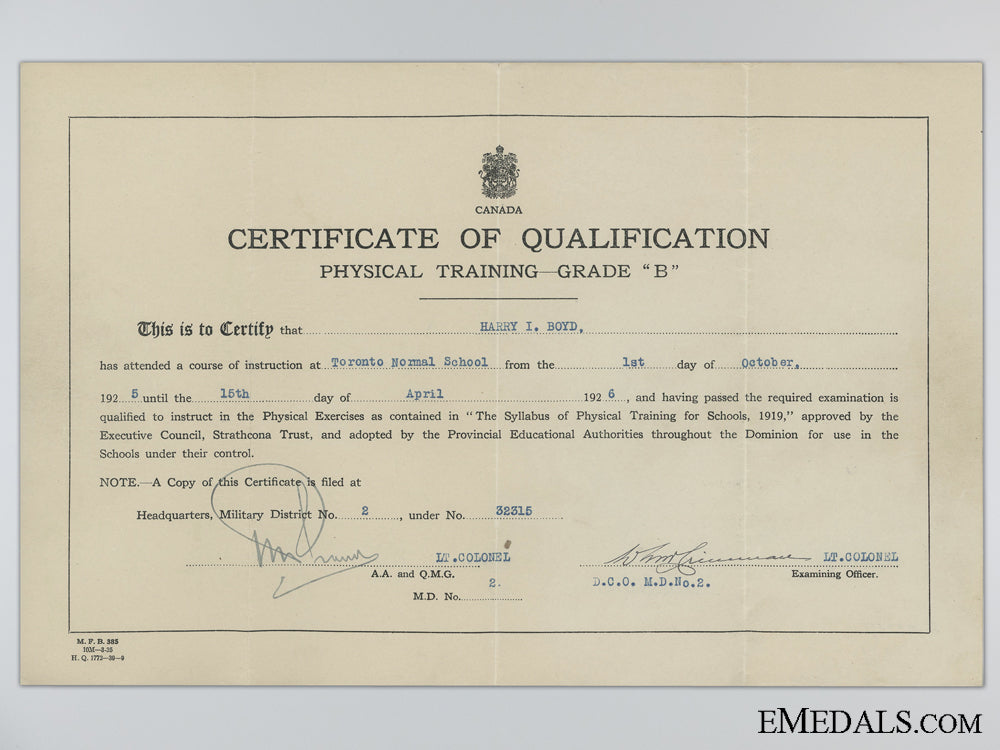 CANADA
CERTIFICATE OF QUALIFICATION
PHYSICAL TRAINING—GRADE "B"
This is to Certify that HARRY I. BOYD,
has attended a course of instruction at Toronto Normal School from the 1st day of October,
1925 until the 15th day of April 1926, and having passed the required examination is
qualified to instruct in the Physical Exercises as contained in "The Syllabus of Physical Training for Schools, 1919," approved by the
Executive Council, Strathcona Trust, and adopted by the Provincial Educational Authorities throughout the Dominion for use in the
Schools under their control.
NOTE.—A Copy of this Certificate is filed at
Headquarters, Military District No. 2, under No. 32315
LT.COLONEL
A.A. and Q.M.G.
M.D. No. 2.
LT.COLONEL
Examining Officer.
D.C.O. M.D.No.2.
M. F. B. 385
10M—8-25
H. Q. 1772—39—9
EMEDALS.COM